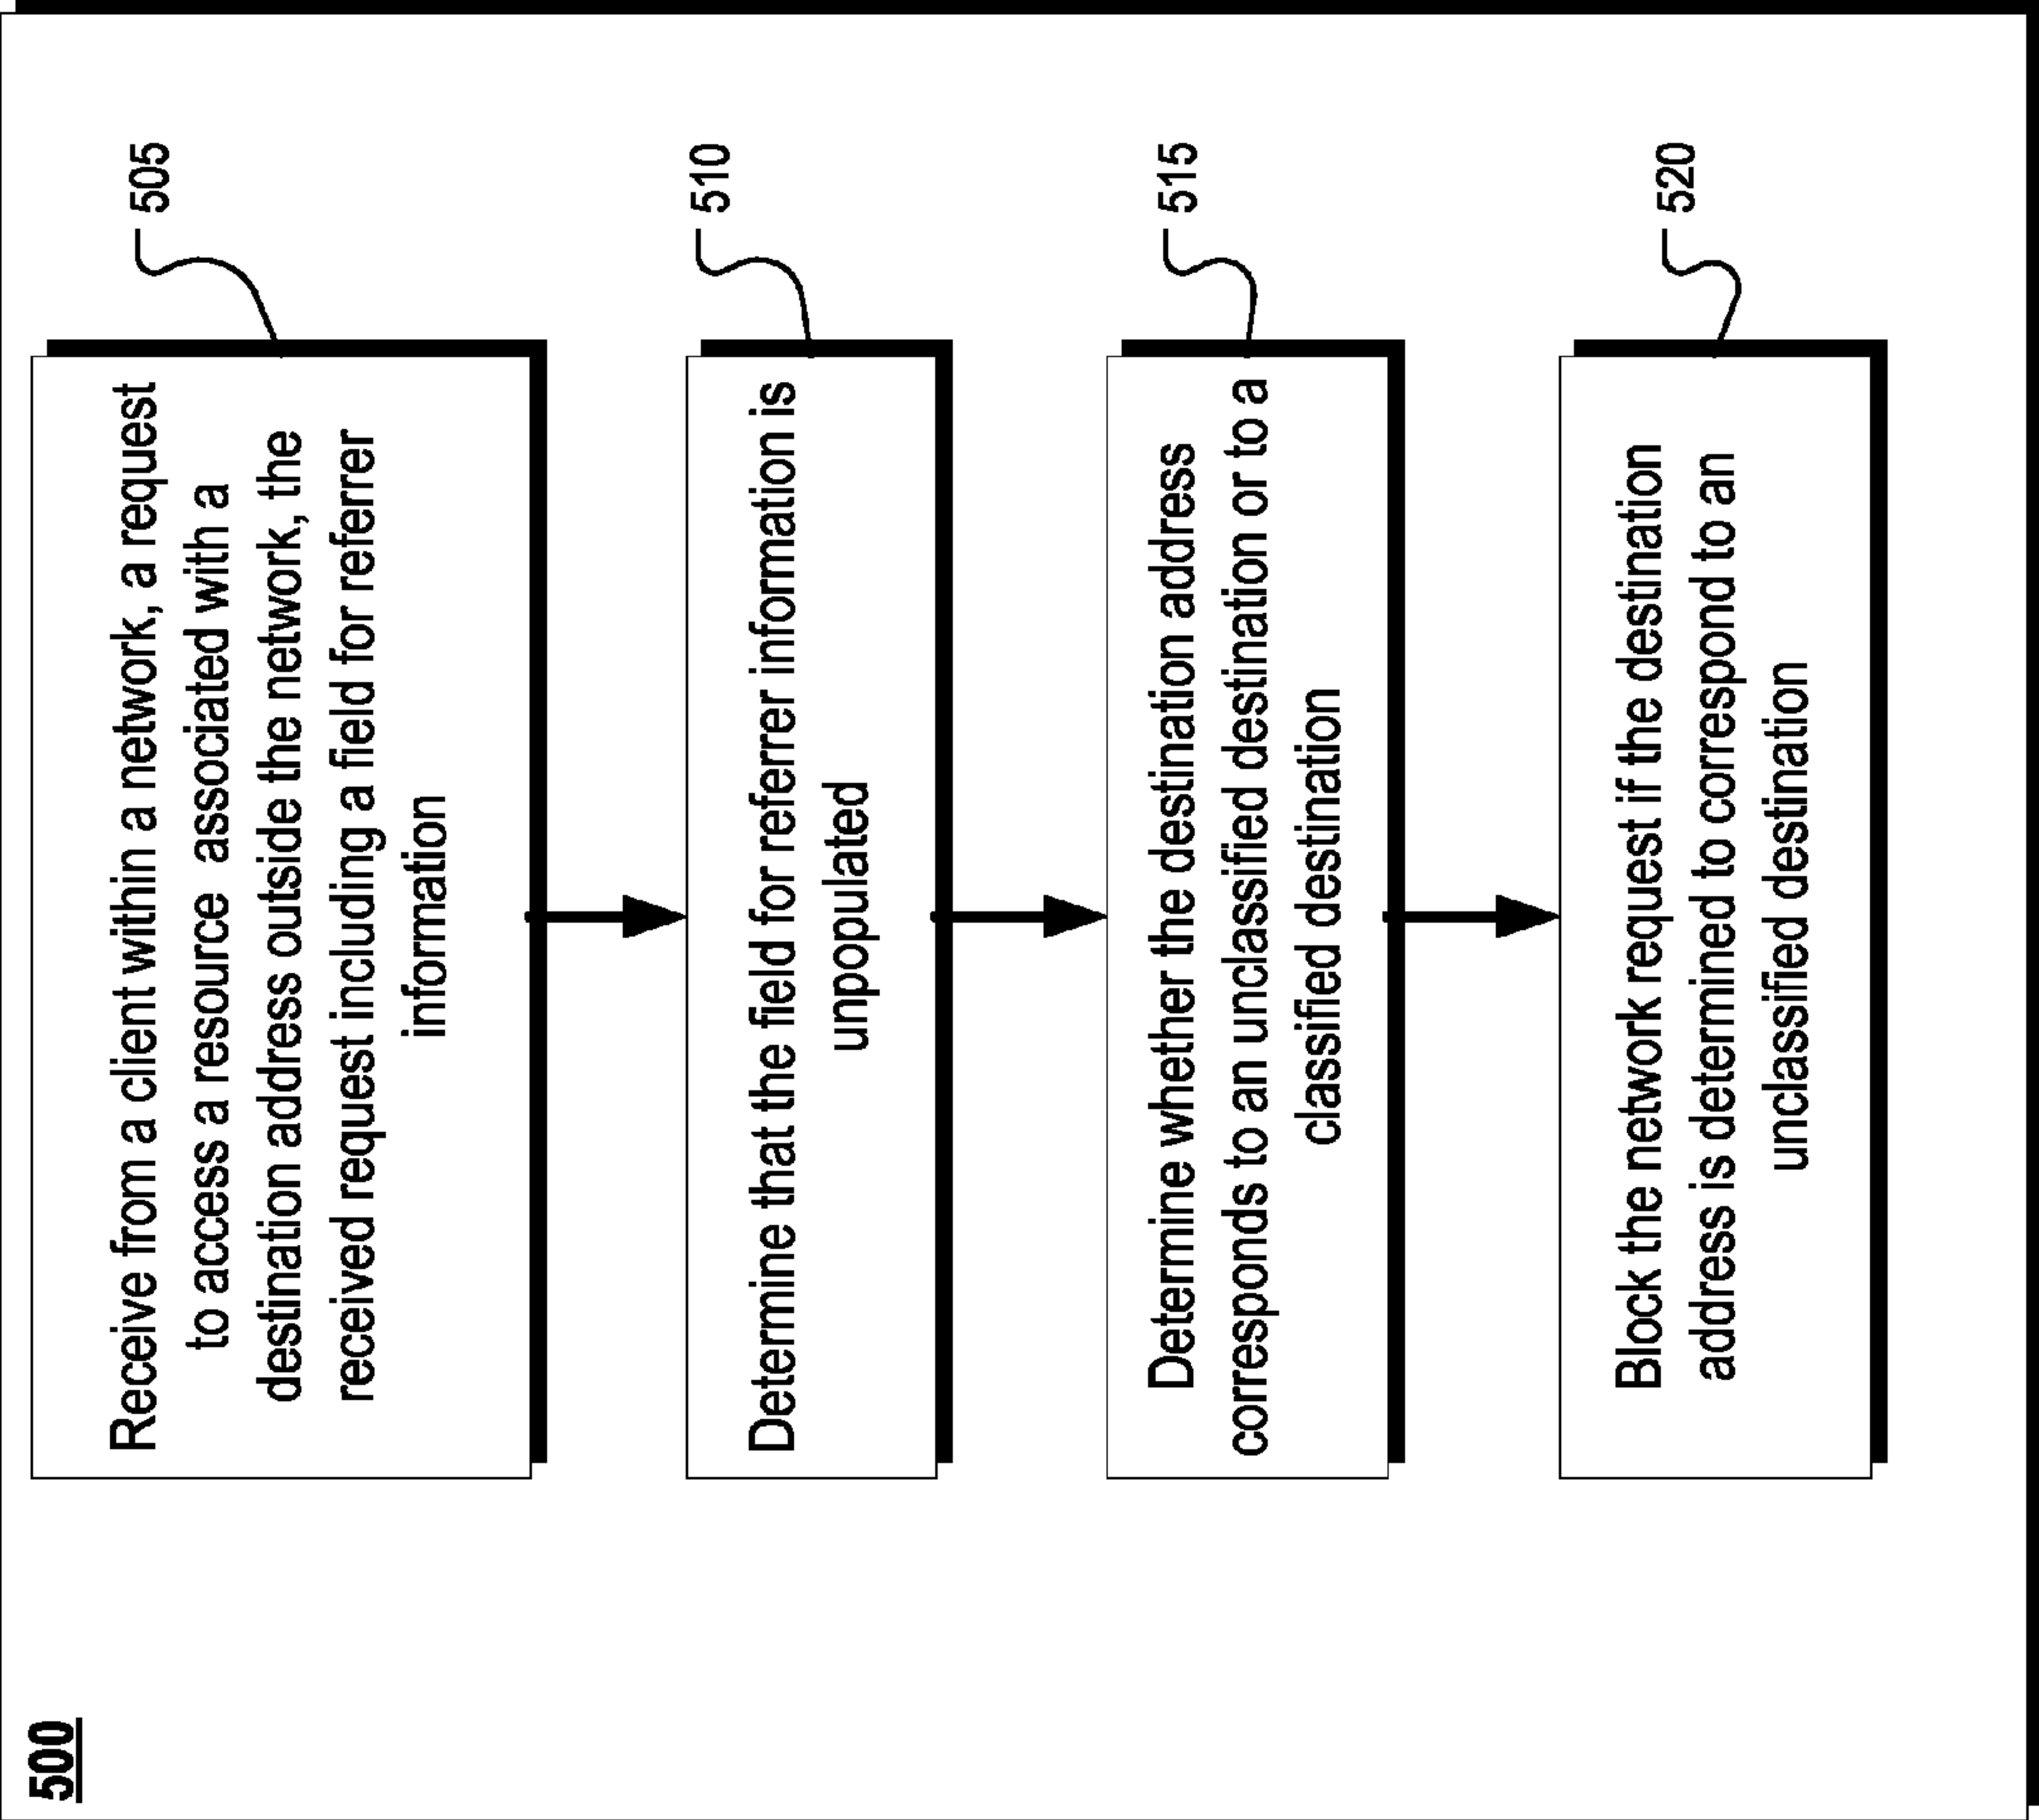 500
Receive from a client within a network, a request
to access a resource associated with a
destination address outside the network, the
received request including a field for referrer
information
505
Determine that the field for referrer information is
unpopulated
510
Determine whether the destination address
corresponds to an unclassified destination or to a
classified destination
515
Block the network request if the destination
address is determined to correspond to an
unclassified destination
520